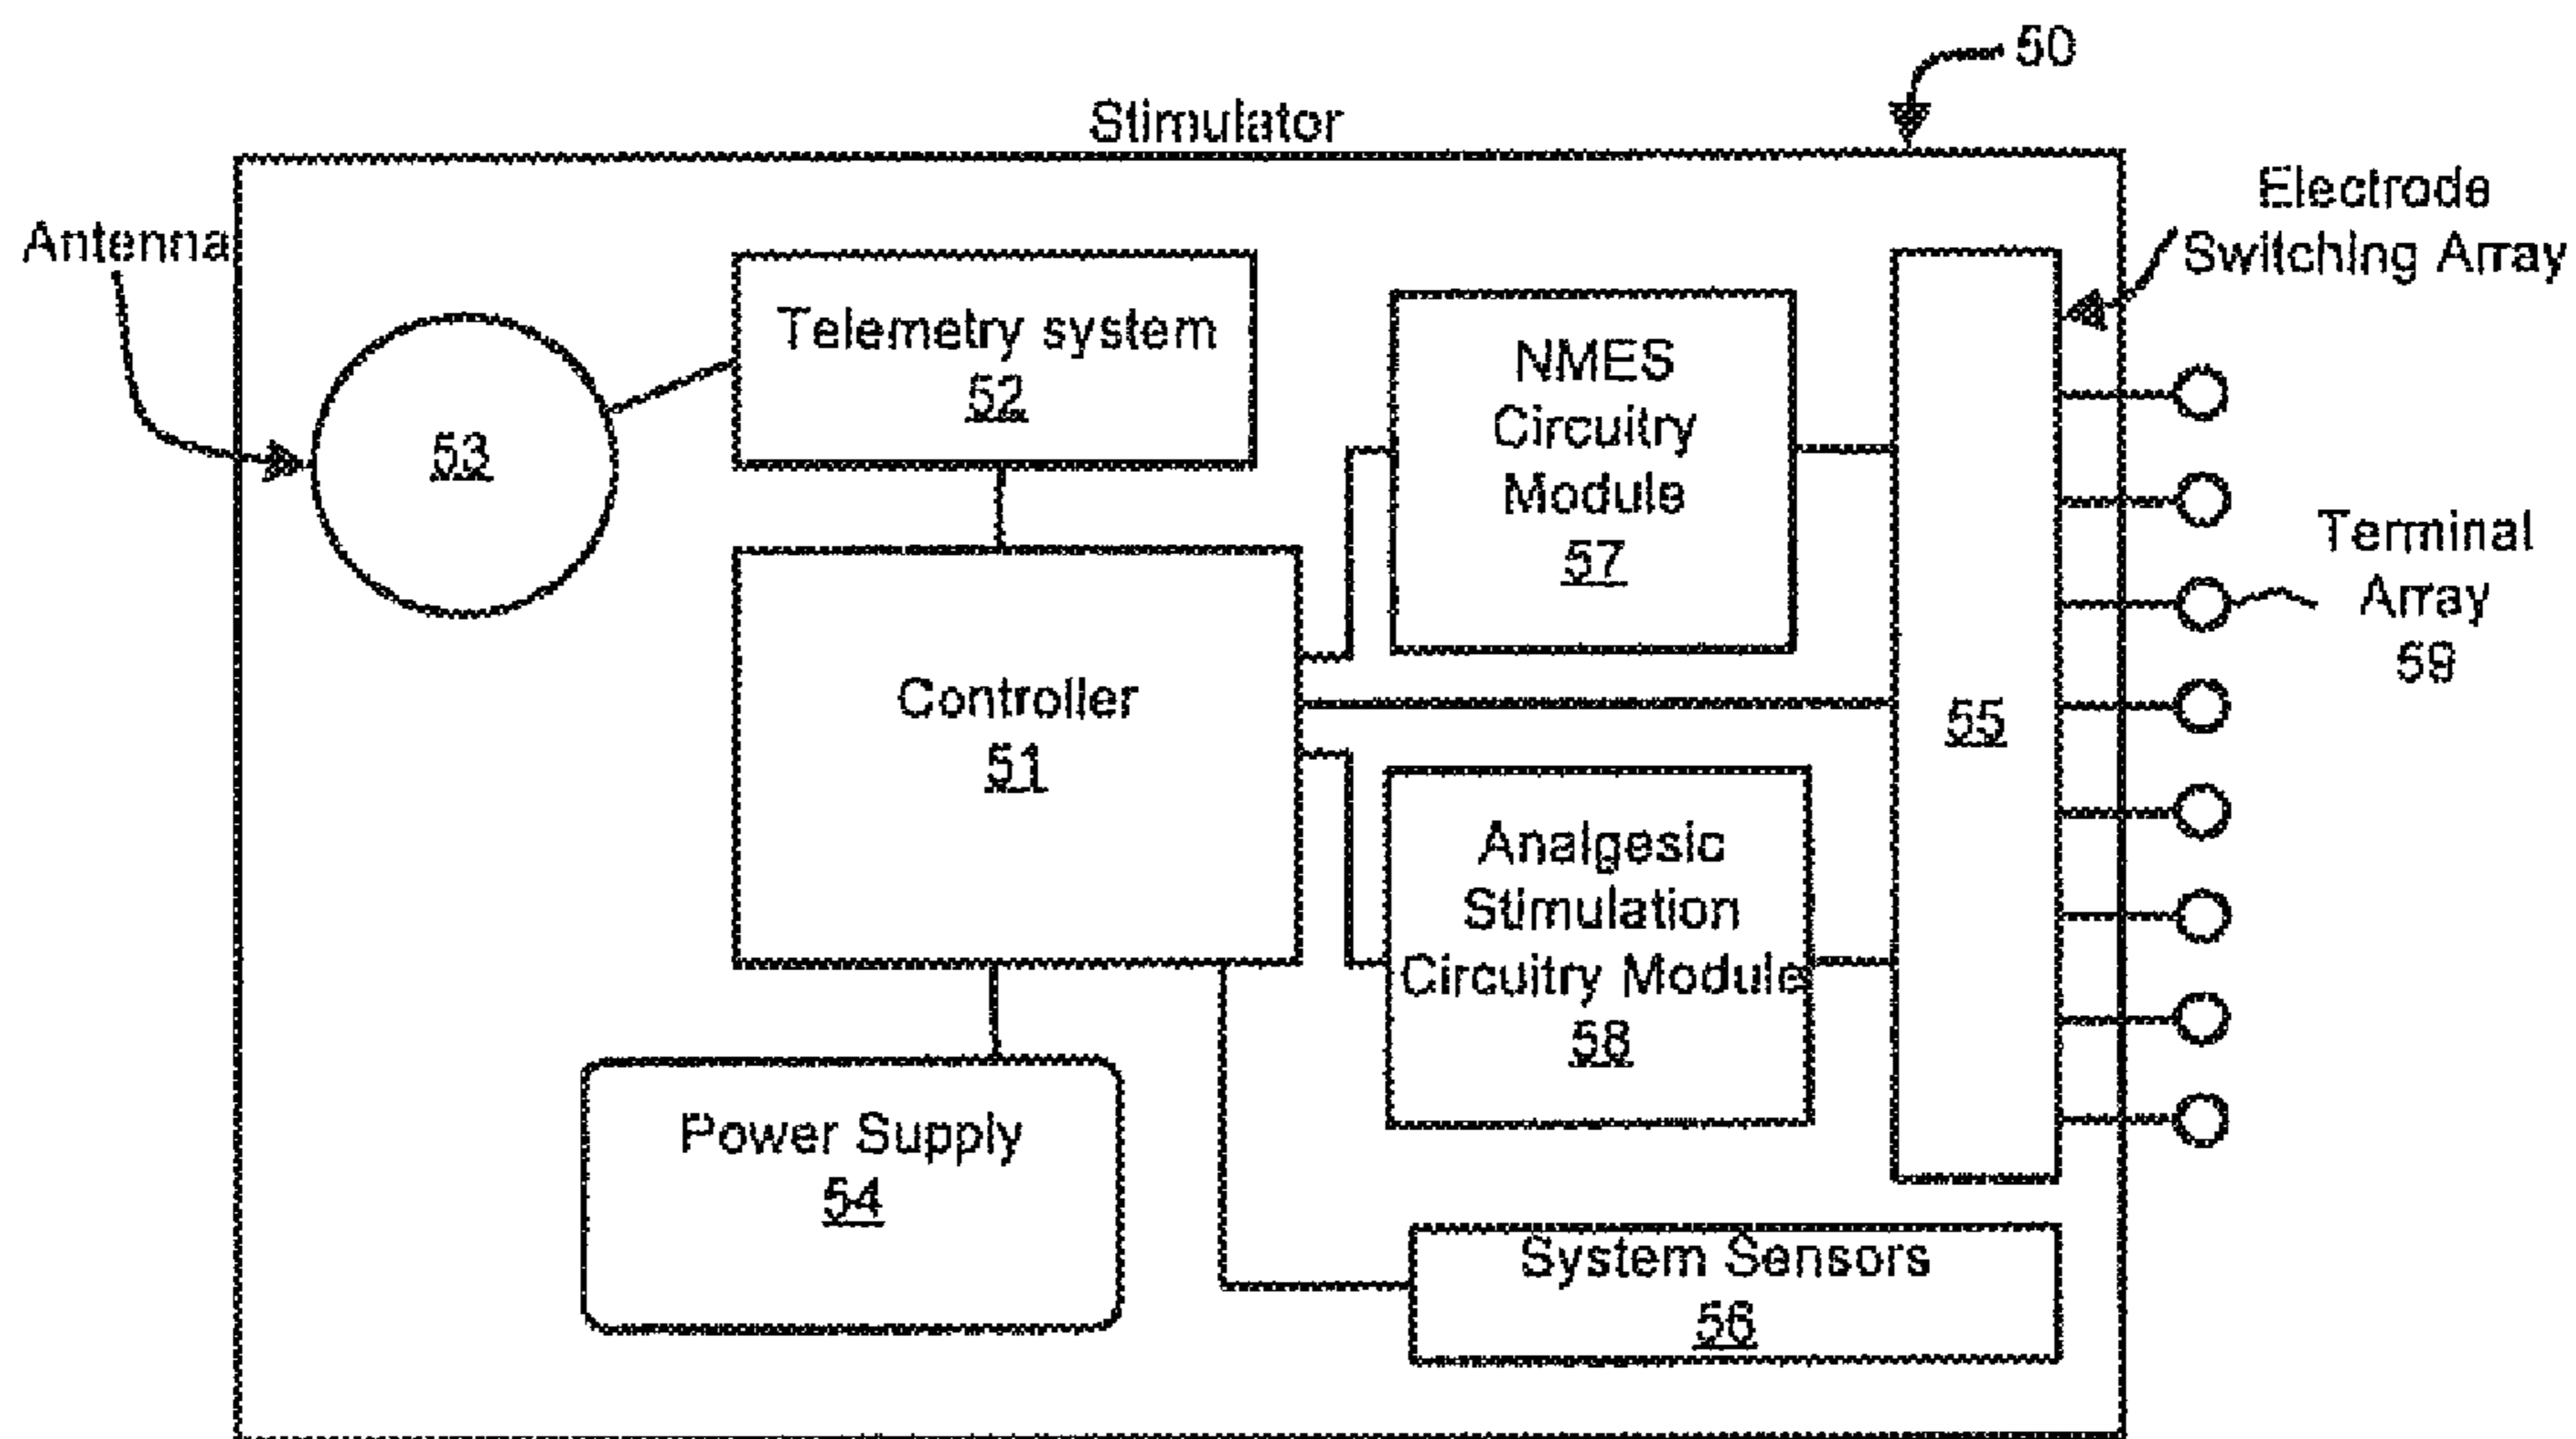 50
Stimulator
Electrode
Switching Array
Antenna
Telemetry system
52
53
NMES
Circuitry
Module
57
Terminal
Array
59
Controller
51
55
Analgesic
Stimulation
Circuitry Module
58
Power Supply
54
System Sensors
56